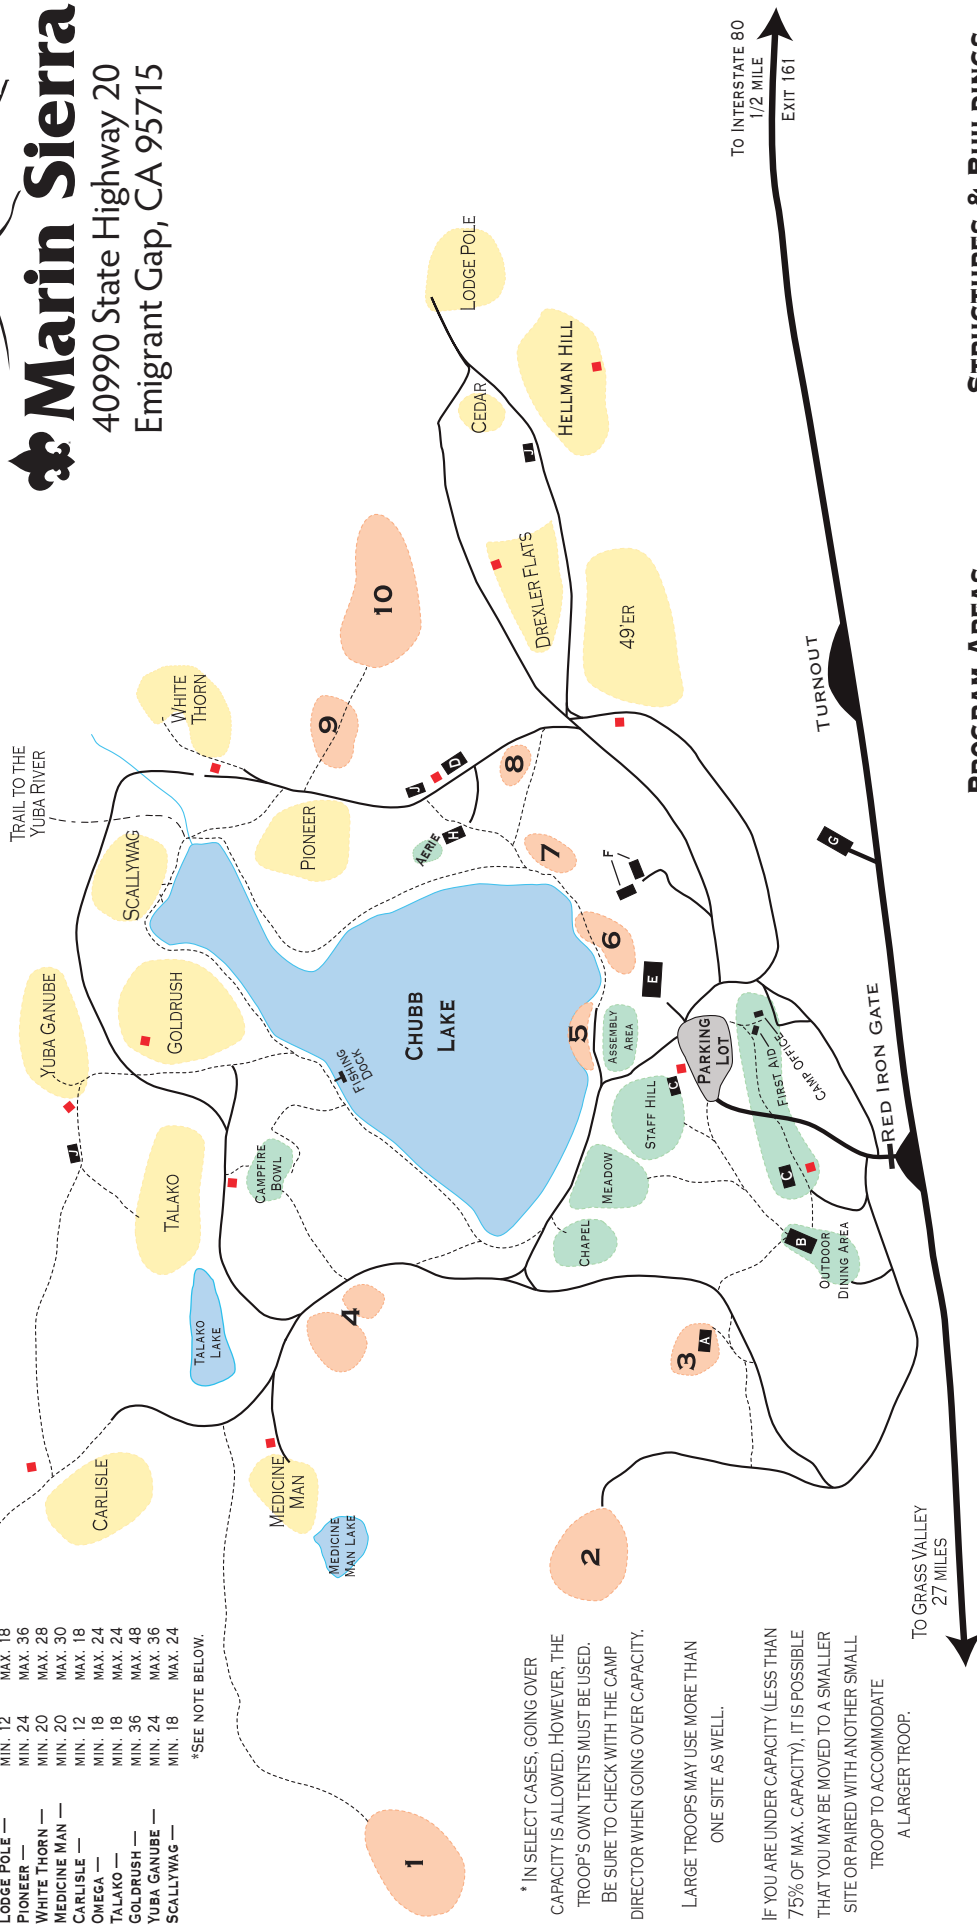 Marin Sierra
40990 State Highway 20
Emigrant Gap, CA 95715
LODGE POLE — MIN. 12 MAX. 18
PIONEER — MIN. 24 MAX. 36
WHITE THORN — MIN. 20 MAX. 28
MEDICINE MAN — MIN. 20 MAX. 30
CARLISLE — MIN. 12 MAX. 18
OMEGA — MIN. 18 MAX. 24
TALAKO — MIN. 18 MAX. 24
GOLDRUSH — MIN. 36 MAX. 48
YUBA GANUBE — MIN. 24 MAX. 36
SCALLYWAG — MIN. 18 MAX. 24
*SEE NOTE BELOW.
TRAIL TO THE
YUBA RIVER
YUBA GANUBE
SCALLYWAG
WHITE
THORN
CARLISLE
J
TALAKO
GOLDRUSH
TALAKO
LAKE
MEDICINE
MAN
MEDICINE
MAN LAKE
CAMPFIRE
BOWL
PIONEER
9
10
FISHING
DOCK
4
1
CHUBB
LAKE
AERIE
H
J
D
LODGE POLE
CEDAR
8
7
J
HELLMAN HILL
DREXLER FLATS
49'ER
5
6
F
2
CHAPEL
MEADOW
STAFF HILL
ASSEMBLY
AREA
E
C
3
A
PARKING
LOT
FIRST AID
CAMP OFFICE
C
B
OUTDOOR
DINING AREA
G
RED IRON GATE
TURNOUT
TO INTERSTATE 80
1/2 MILE
EXIT 161
TO GRASS VALLEY
27 MILES
* IN SELECT CASES, GOING OVER
CAPACITY IS ALLOWED. HOWEVER, THE
TROOP'S OWN TENTS MUST BE USED.
BE SURE TO CHECK WITH THE CAMP
DIRECTOR WHEN GOING OVER CAPACITY.
LARGE TROOPS MAY USE MORE THAN
ONE SITE AS WELL.
IF YOU ARE UNDER CAPACITY (LESS THAN
75% OF MAX. CAPACITY), IT IS POSSIBLE
THAT YOU MAY BE MOVED TO A SMALLER
SITE OR PAIRED WITH ANOTHER SMALL
TROOP TO ACCOMMODATE
A LARGER TROOP.
PROGRAM AREAS
STRUCTURES & BUILDINGS